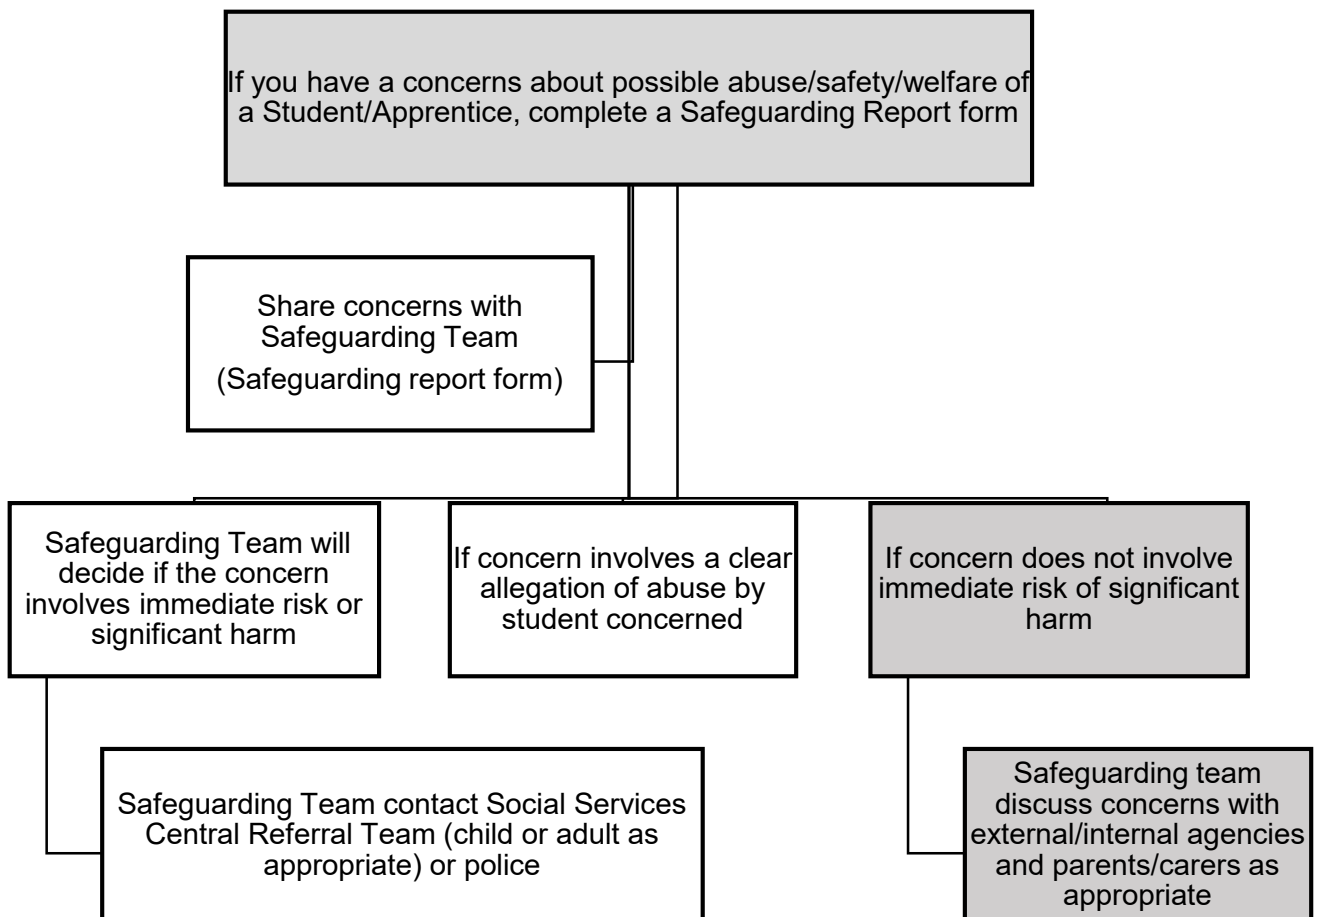 If you have a concerns about possible abuse/safety/welfare of
a Student/Apprentice, complete a Safeguarding Report form
Share concerns with
Safeguarding Team
(Safeguarding report form)
Safeguarding Team will
decide if the concern
involves immediate risk or
significant harm
If concern involves a clear
allegation of abuse by
student concerned
If concern does not involve
immediate risk of significant
harm
Safeguarding Team contact Social Services
Central Referral Team (child or adult as
appropriate) or police
Safeguarding team
discuss concerns with
external/internal agencies
and parents/carers as
appropriate